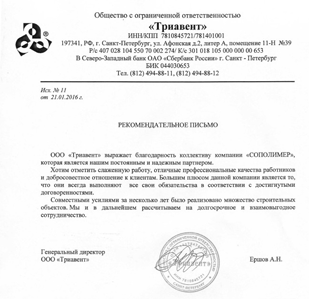 Общество с ограниченной ответственностью
«Триавент»
ИНН/КПП 7810845721/781401001
197341, РФ, г. Санкт-Петербург, ул. Афонская д.2, литер А, помещение 11-Н №39
Р/с 407 028 104 550 70 002 274/ К/с 301 018 105 000 000 00 653
В Северо-Западный банк ОАО «Сбербанк России» г. Санкт - Петербург
БИК 044030653
Тел. (812) 494-88-11, (812) 494-88-12
Исх. № 11
от 21.01.2016 г.
РЕКОМЕНДАТЕЛЬНОЕ ПИСЬМО
ООО «Триавент» выражает благодарность коллективу компании «СОПОЛИМЕР»,
которая является нашим постоянным и надежным партнером.
Хотим отметить слаженную работу, отличные профессиональные качества работников
и добросовестное отношение к клиентам. Большим плюсом данной компании является то,
что они всегда выполняют все свои обязательства в соответствии с достигнутыми
договоренностями.
Совместными усилиями за несколько лет было реализовано множество строительных
объектов. Мы и в дальнейшем рассчитываем на долгосрочное и взаимовыгодное
сотрудничество.
Генеральный директор
ООО «Триавент»
Ершов А.Н.